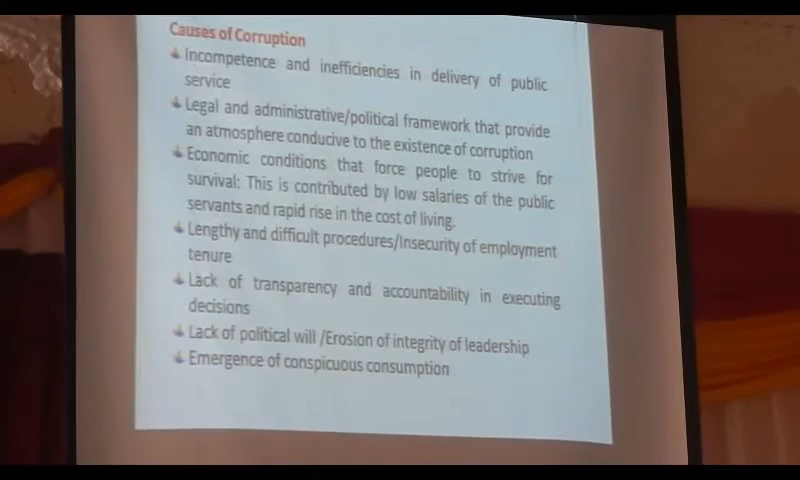 Causes of Corruption
Incompetence and inefficiencies in delivery of public
service
Legal and administrative/political framework that provide
an atmosphere conducive to the existence of corruption
Economic conditions that force people to strive for
survival: This is contributed by low salaries of the public
servants and rapid rise in the cost of living.
Lengthy and difficult procedures/Insecurity of employment
tenure
Lack of transparency and accountability in executing
decisions
Lack of political will /Erosion of integrity of leadership
Emergence of conspicuous consumption